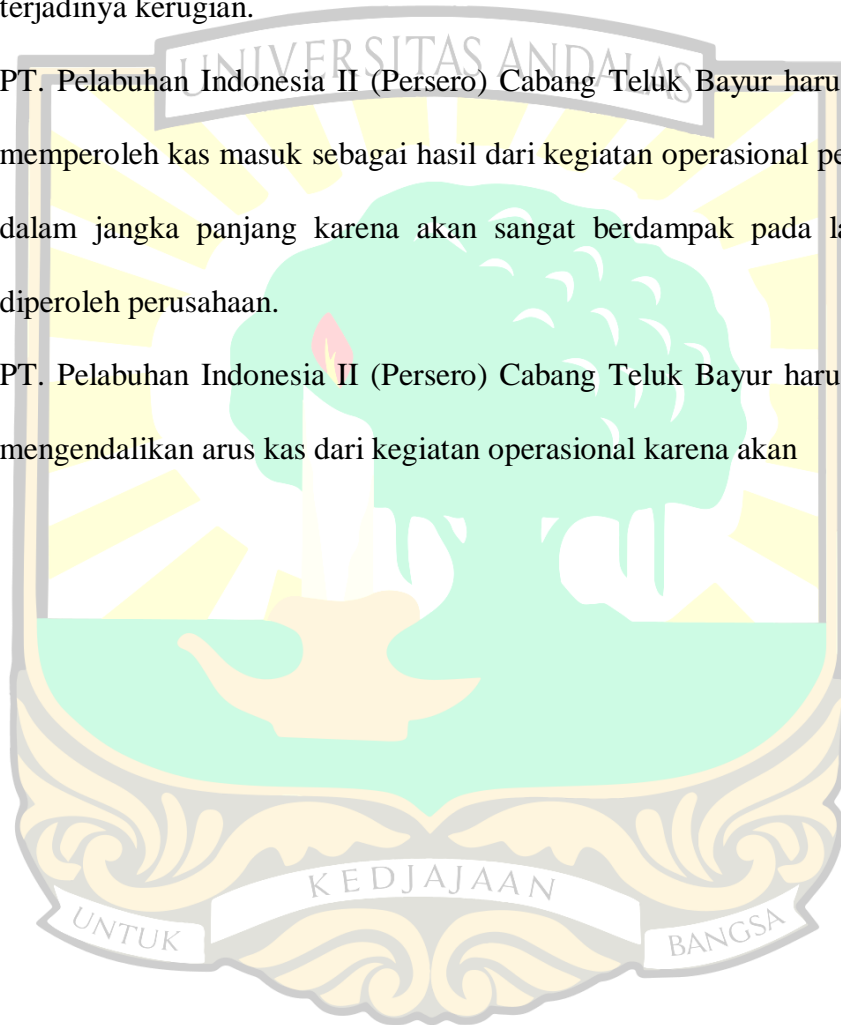 terjadinya kerugian.
UNIVERSITAS ANDALAS
PT. Pelabuhan Indonesia II (Persero) Cabang Teluk Bayur haru
memperoleh kas masuk sebagai hasil dari kegiatan operasional pe
dalam jangka panjang karena akan sangat berdampak pada la
diperoleh perusahaan.
PT. Pelabuhan Indonesia II (Persero) Cabang Teluk Bayur haru
mengendalikan arus kas dari kegiatan operasional karena akan
UNTUK KEDJAJAAN BANGSA